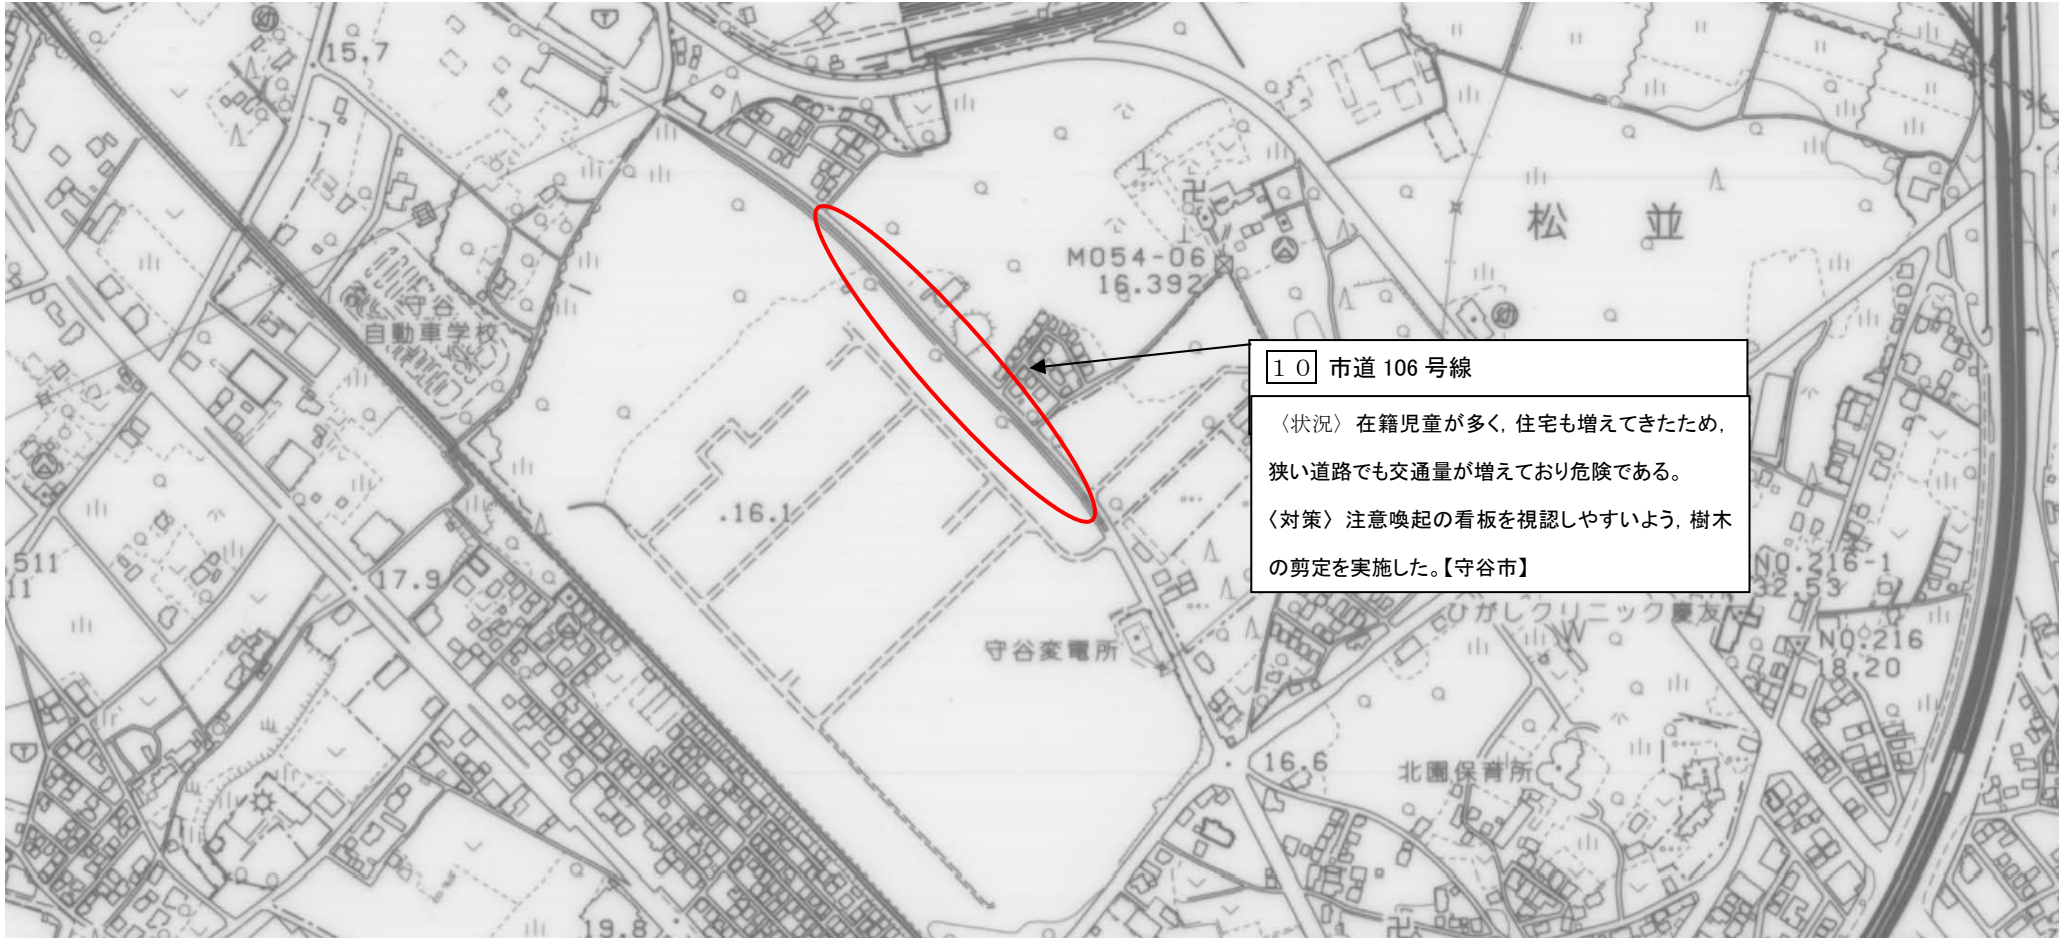 15.7
松 並
M054-06
16.392
守谷
自動車学校
10 市道 106 号線
〈状況〉 在籍児童が多く, 住宅も増えてきたため,
狭い道路でも交通量が増えており危険である。
〈対策〉 注意喚起の看板を視認しやすいよう, 樹木
の剪定を実施した。【守谷市】
.16.1
511
11
17.9
NO.216-1
32.53
ひがしクリニック慶友
NO.216
18.20
守谷変電所
16.6
北園保育所
19.8